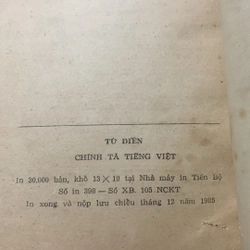 TỪ ĐIỂN
CHÍNH TẢ TIẾNG VIỆT
In 20.000 bản, khổ 13 × 19 tại Nhà máy in Tiến Bộ
Số in 399 — Số XB. 105 NCKT
In xong và nộp lưu chiểu tháng 12 năm 1985